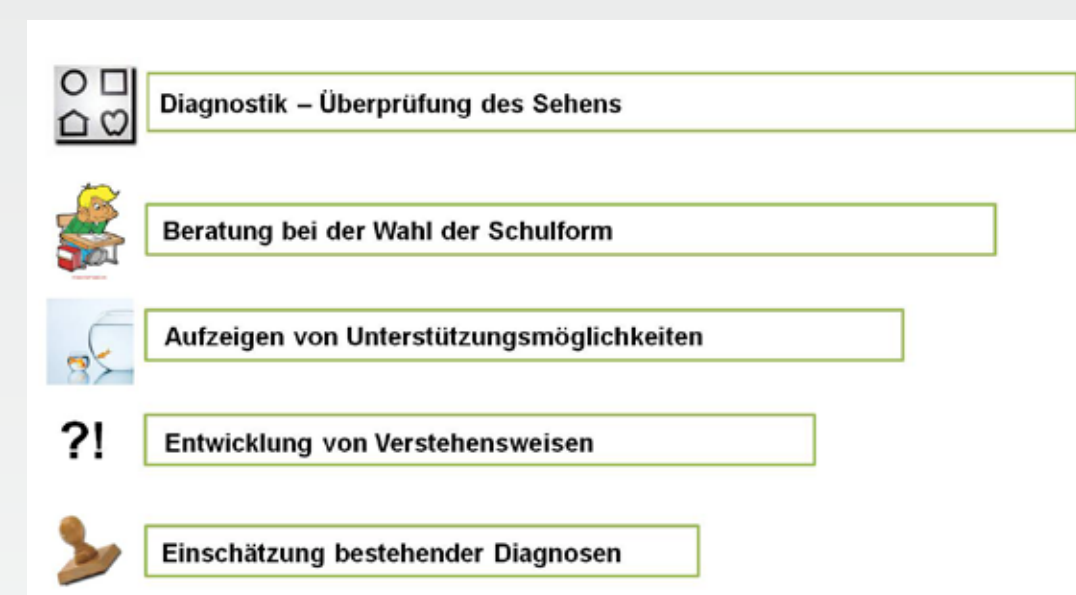 Diagnostik – Überprüfung des Sehens
Beratung bei der Wahl der Schulform
Aufzeigen von Unterstützungsmöglichkeiten
?!
Entwicklung von Verstehensweisen
Einschätzung bestehender Diagnosen